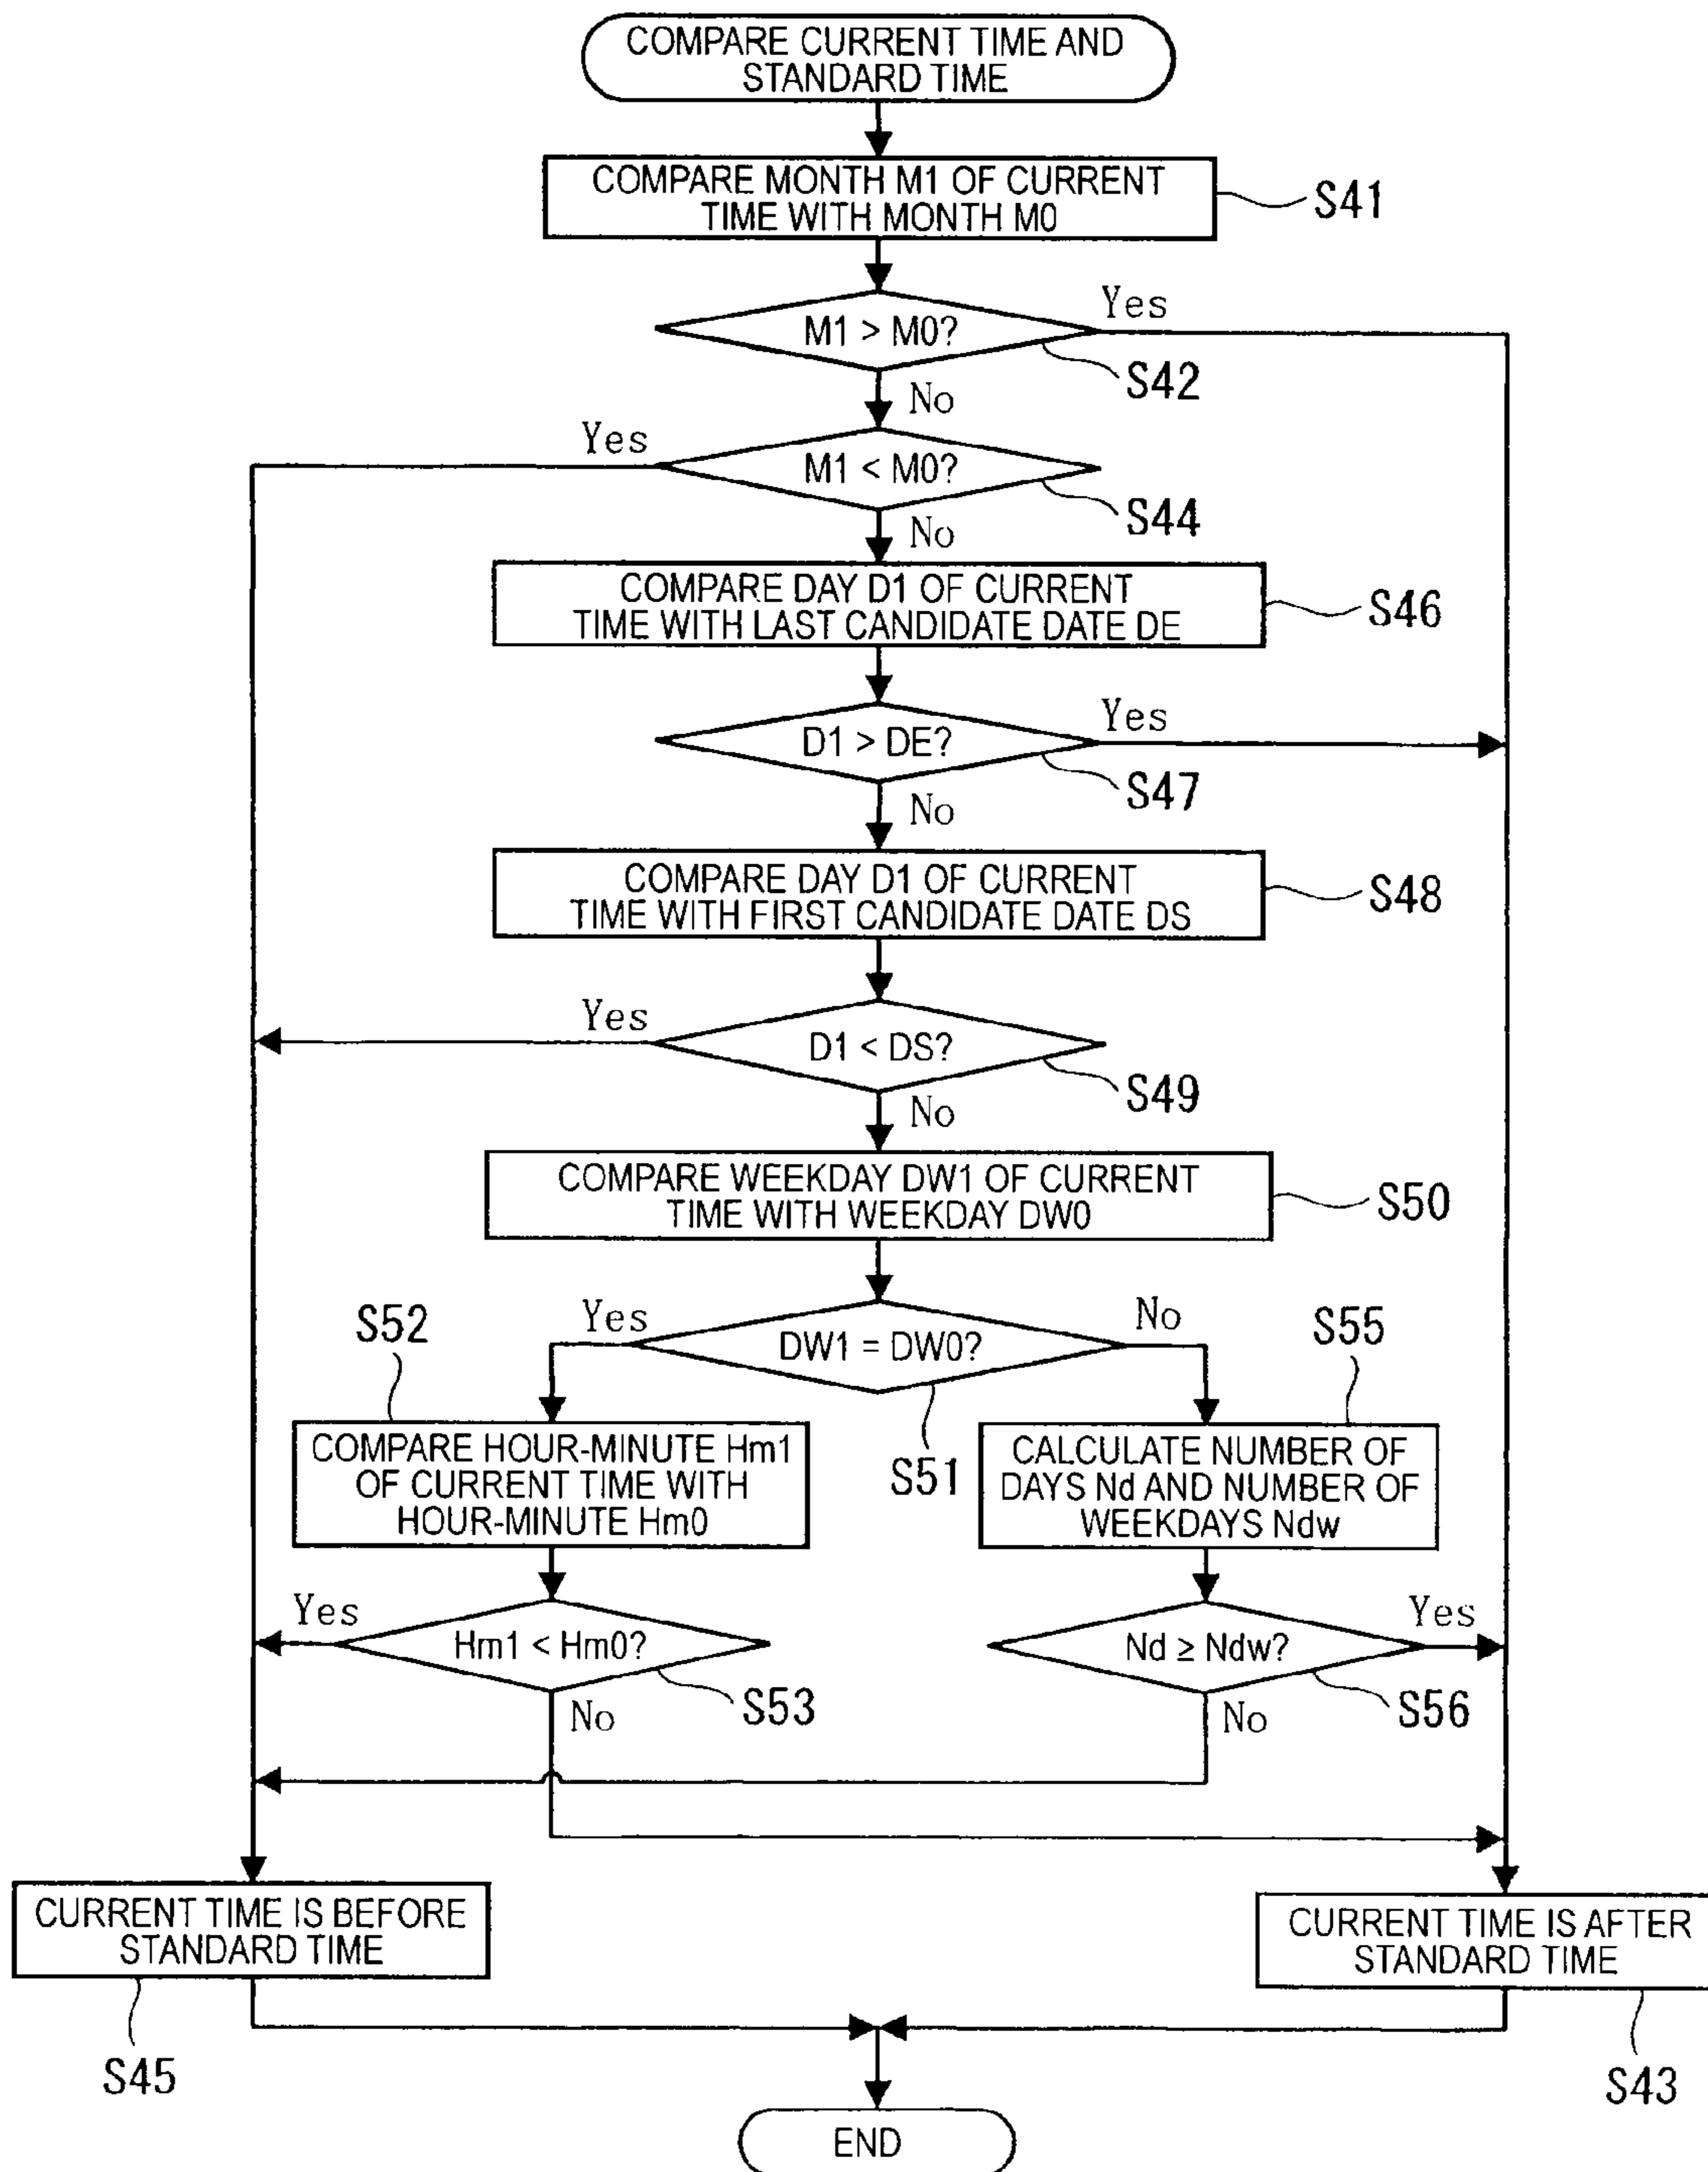 COMPARE CURRENT TIME AND
STANDARD TIME
COMPARE MONTH M1 OF CURRENT
TIME WITH MONTH M0
S41
M1 > M0?
Yes
S42
No
M1 < M0?
Yes
S44
No
COMPARE DAY D1 OF CURRENT
TIME WITH LAST CANDIDATE DATE DE
S46
D1 > DE?
Yes
S47
No
COMPARE DAY D1 OF CURRENT
TIME WITH FIRST CANDIDATE DATE DS
S48
Yes
D1 < DS?
S49
No
COMPARE WEEKDAY DW1 OF CURRENT
TIME WITH WEEKDAY DW0
S50
S52
Yes
DW1 = DW0?
No
S55
S51
COMPARE HOUR-MINUTE Hm1
OF CURRENT TIME WITH
HOUR-MINUTE Hm0
CALCULATE NUMBER OF
DAYS Nd AND NUMBER OF
WEEKDAYS Ndw
Yes
Hm1 < Hm0?
S53
No
Nd ≥ Ndw?
Yes
S56
No
CURRENT TIME IS BEFORE
STANDARD TIME
S45
CURRENT TIME IS AFTER
STANDARD TIME
S43
END